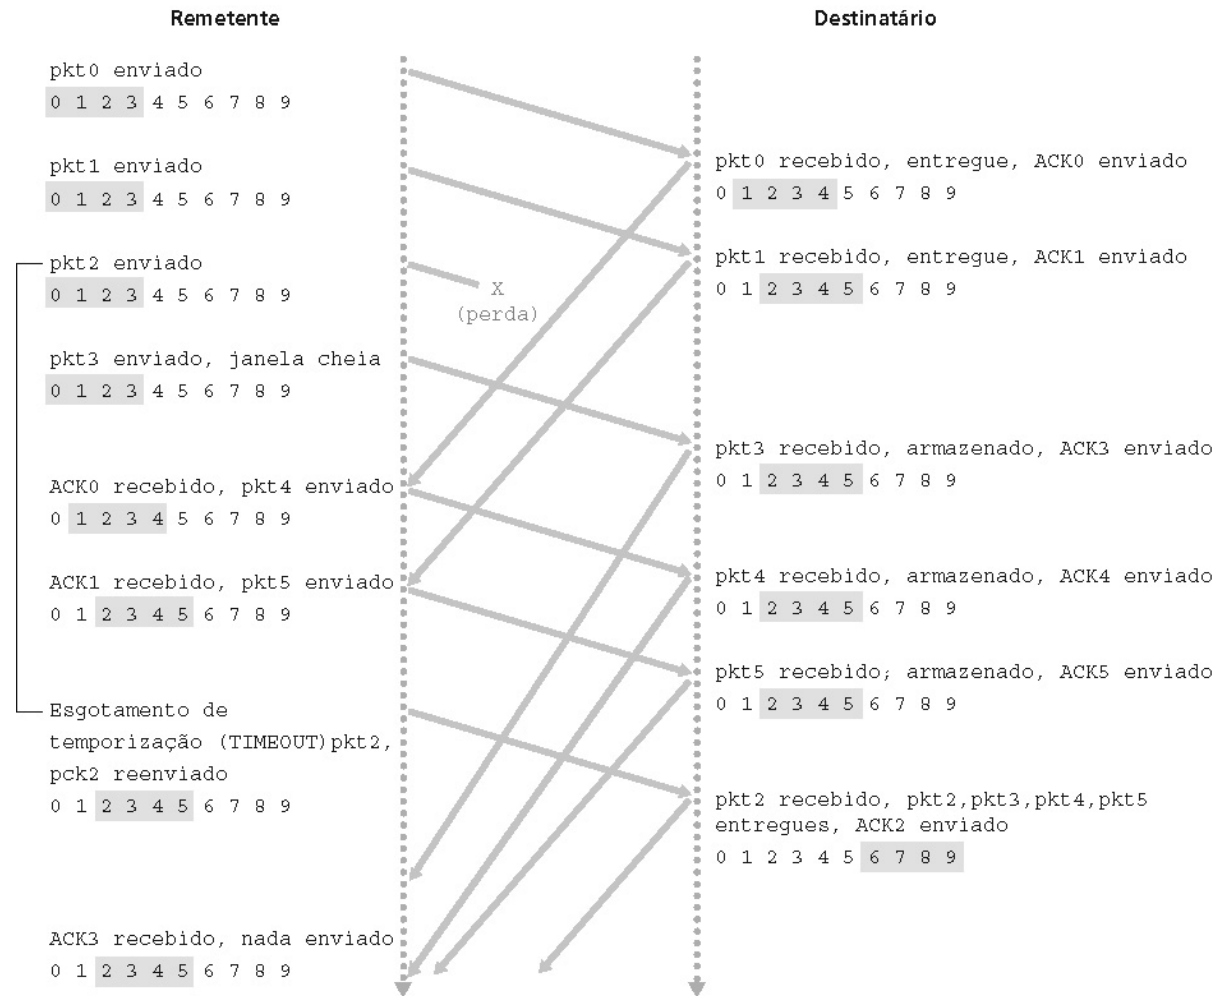 Remetente
Destinatário
pkt0 enviado
0 1 2 3 4 5 6 7 8 9
pkt1 enviado
0 1 2 3 4 5 6 7 8 9
pkt2 enviado
0 1 2 3 4 5 6 7 8 9
pkt3 enviado, janela cheia
0 1 2 3 4 5 6 7 8 9
ACK0 recebido, pkt4 enviado
0 1 2 3 4 5 6 7 8 9
ACK1 recebido, pkt5 enviado
0 1 2 3 4 5 6 7 8 9
Esgotamento de
temporização (TIMEOUT)pkt2,
pck2 reenviado
0 1 2 3 4 5 6 7 8 9
ACK3 recebido, nada enviado
0 1 2 3 4 5 6 7 8 9
X
(perda)
pkt0 recebido, entregue, ACK0 enviado
0 1 2 3 4 5 6 7 8 9
pkt1 recebido, entregue, ACK1 enviado
0 1 2 3 4 5 6 7 8 9
pkt3 recebido, armazenado, ACK3 enviado
0 1 2 3 4 5 6 7 8 9
pkt4 recebido, armazenado, ACK4 enviado
0 1 2 3 4 5 6 7 8 9
pkt5 recebido; armazenado, ACK5 enviado
0 1 2 3 4 5 6 7 8 9
pkt2 recebido, pkt2,pkt3,pkt4,pkt5
entregues, ACK2 enviado
0 1 2 3 4 5 6 7 8 9